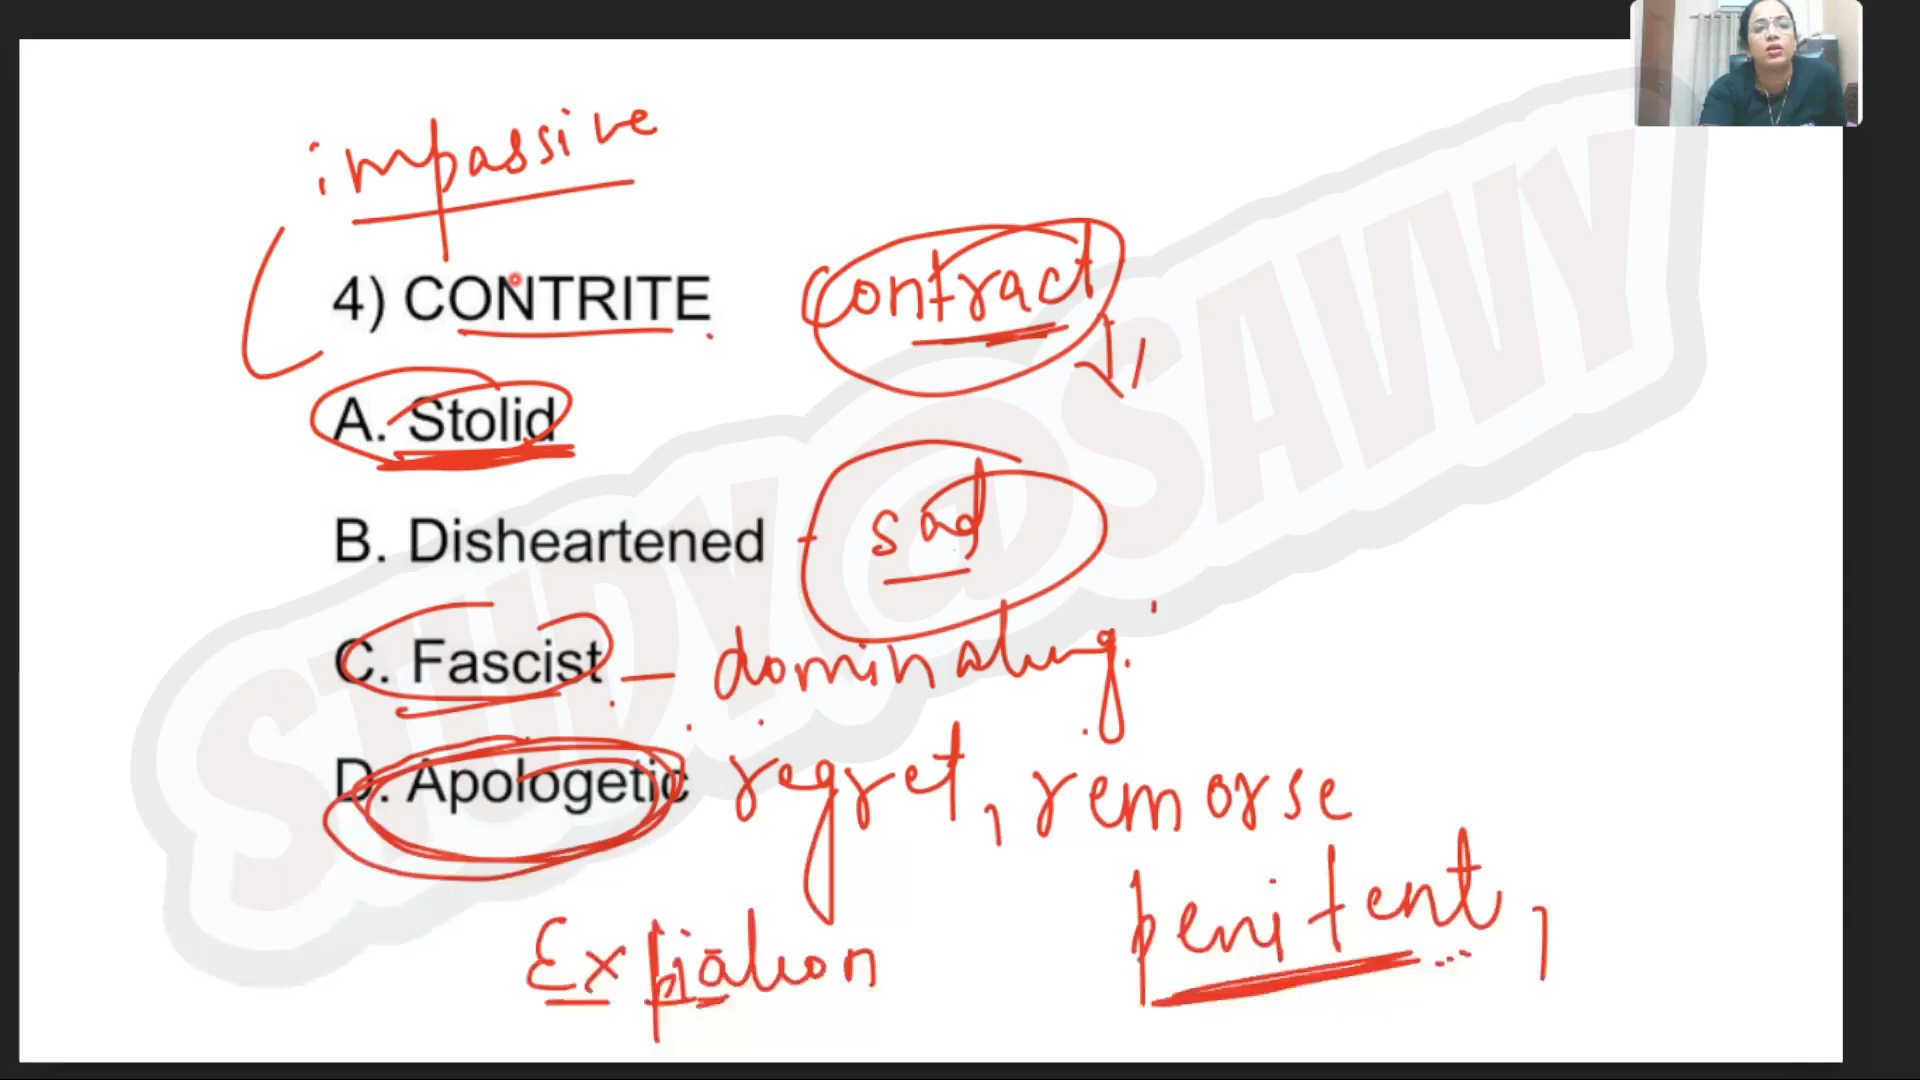 impassive
4) CONTRITE
contract
A. Stolid
B. Disheartened - sad
C. Fascist - dominating
D. Apologetic regret, remorse
Expiation penitent,
STUDY@SAVVY